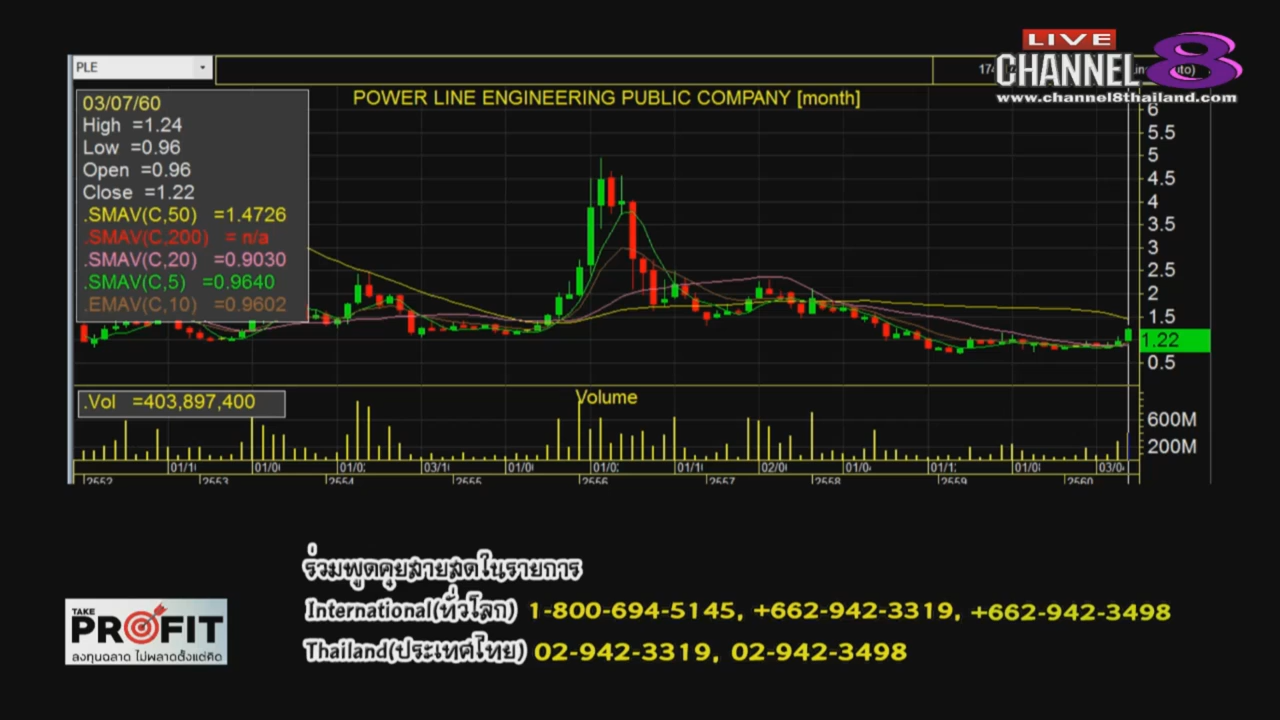 LIVE
CHANNEL 8
www.channel8thailand.com
PLE
POWER LINE ENGINEERING PUBLIC COMPANY [month]
03/07/60
High =1.24
Low =0.96
Open =0.96
Close =1.22
.SMAV(C,50) =1.4726
.SMAV(C,200) = n/a
.SMAV(C,20) =0.9030
.SMAV(C,5) =0.9640
.EMAV(C,10) =0.9602
6
5.5
5
4.5
4
3.5
3
2.5
2
1.5
1.22
0.5
.Vol =403,897,400
Volume
600M
200M
2552 2553 2554 2555 2556 2557 2558 2559 2560
ร่วมพูดคุยสายสดในรายการ
International(ทั่วโลก) 1-800-694-5145, +662-942-3319, +662-942-3498
Thailand(ประเทศไทย) 02-942-3319, 02-942-3498
TAKE
PROFIT
ลงทุนฉลาด ไม่พลาดตั้งแต่คิด